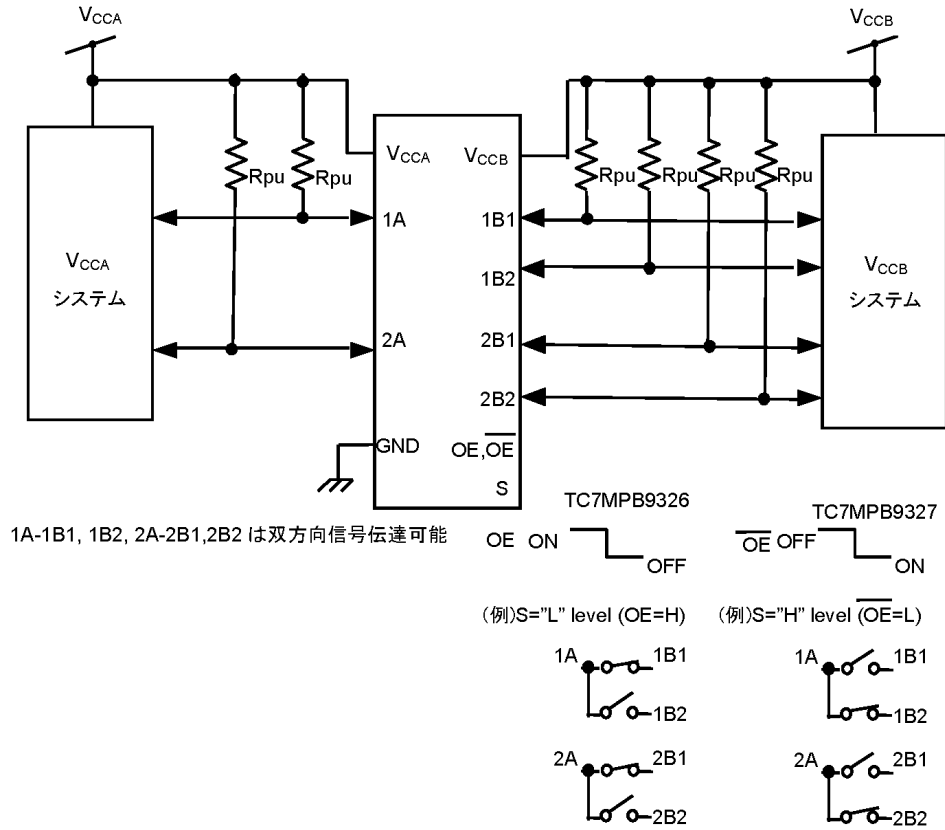 VCCA
VCCB
Rpu
Rpu
Rpu
Rpu
Rpu
Rpu
VCCA
システム
VCCA
VCCB
1A
1B1
1B2
2A
2B1
2B2
GND
OE,O̅E̅
S
VCCB
システム
1A-1B1, 1B2, 2A-2B1,2B2 は双方向信号伝達可能
TC7MPB9326
OE ON
OFF
TC7MPB9327
O̅E̅ OFF
ON
(例)S="L" level (OE=H)
1A
1B1
1B2
2A
2B1
2B2
(例)S="H" level (O̅E̅=L)
1A
1B1
1B2
2A
2B1
2B2